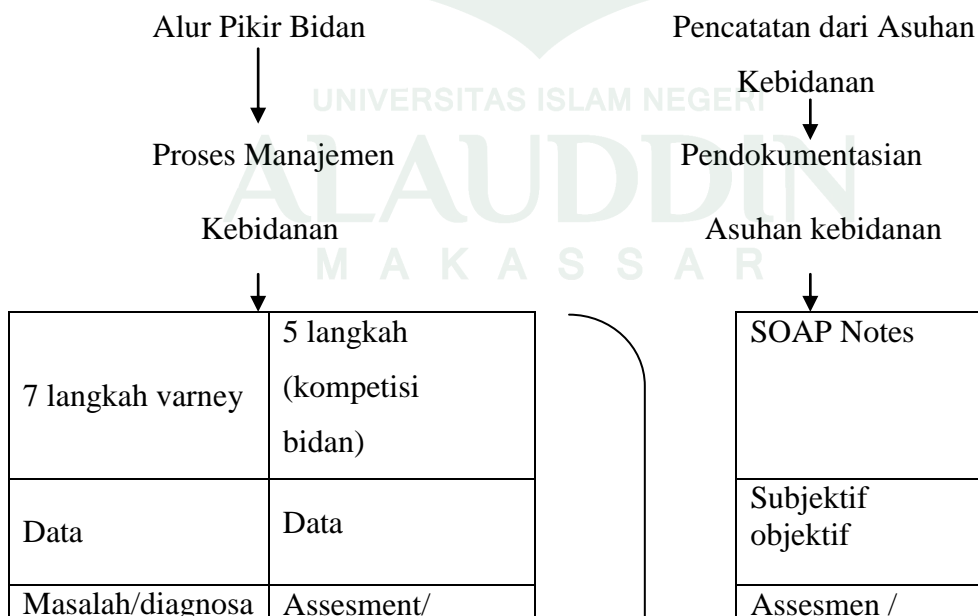 Alur Pikir Bidan
Pencatatan dari Asuhan
Kebidanan
UNIVERSITAS ISLAM NEGERI
Proses Manajemen
Pendokumentasian
ALAUDDIN
Kebidanan
Asuhan kebidanan
MAKASSAR
7 langkah varney
5 langkah
(kompetisi
bidan)
SOAP Notes
Data
Data
Subjektif
objektif
Masalah/diagnosa
Assesment/
Assesmen /